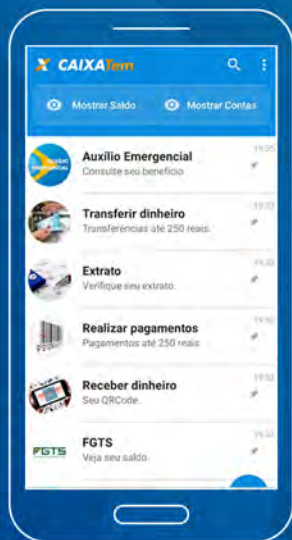 CAIXATem
Mostrar Saldo
Mostrar Contas
Auxílio Emergencial
Consulte seu benefício
Transferir dinheiro
Transferências até 250 reais.
Extrato
Verifique seu extrato.
Realizar pagamentos
Pagamentos até 250 reais
Receber dinheiro
Seu QRCode.
FGTS
FGTS
Veja seu saldo.